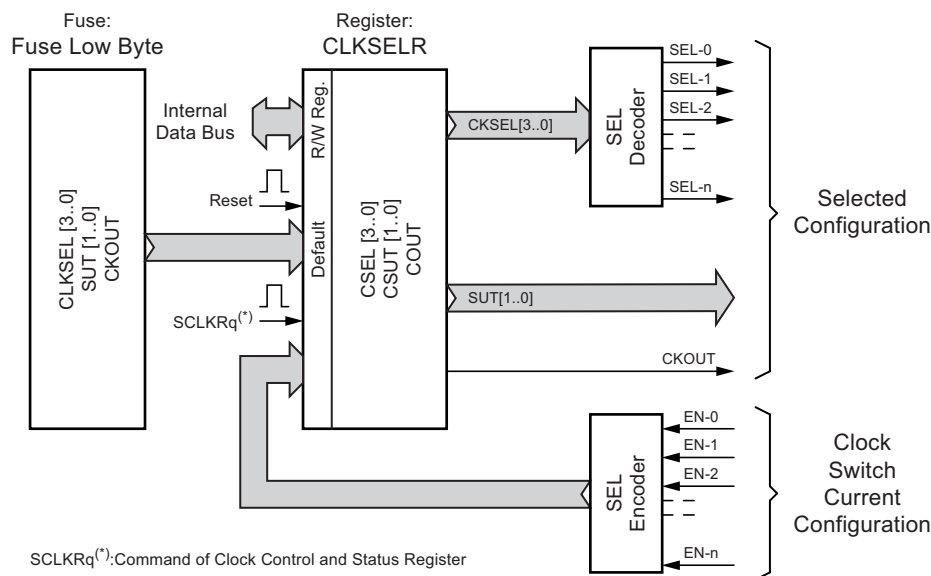 Fuse:
Fuse Low Byte
Register:
CLKSELR
CLKSEL [3..0]
SUT [1..0]
CKOUT
Internal
Data Bus
Reset
SCLKRq(*)
R/W Reg.
Default
CSEL [3..0]
CSUT [1..0]
COUT
CKSEL[3..0]
SUT[1..0]
CKOUT
SEL
Decoder
SEL-0
SEL-1
SEL-2
SEL-n
Selected
Configuration
SEL
Encoder
EN-0
EN-1
EN-2
EN-n
Clock
Switch
Current
Configuration
SCLKRq(*):Command of Clock Control and Status Register